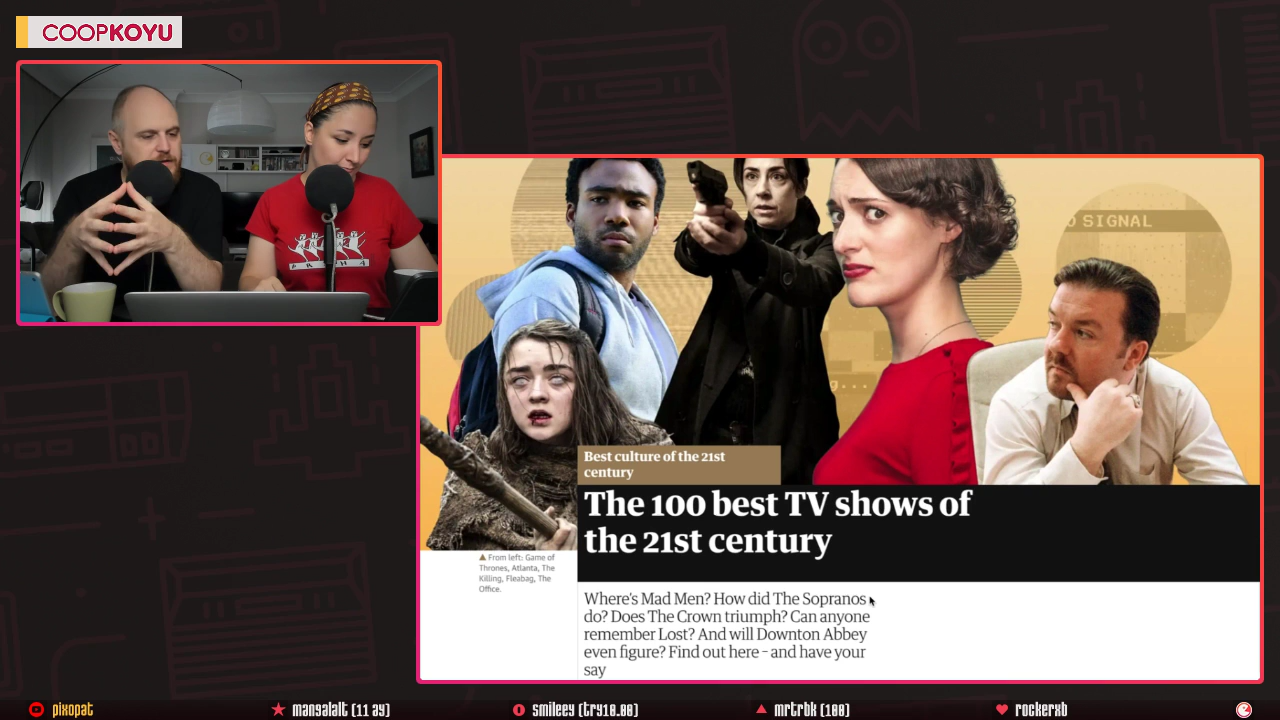 COOPKOYU
PRAHA
O SIGNAL
Best culture of the 21st
century
The 100 best TV shows of
the 21st century
From left: Game of
Thrones, Atlanta, The
Killing, Fleabag, The
Office.
Where's Mad Men? How did The Sopranos
do? Does The Crown triumph? Can anyone
remember Lost? And will Downton Abbey
even figure? Find out here – and have your
say
pixopat
mangalalt (11 ay)
smileey (try10.00)
mrtrbk (100)
rockerxb